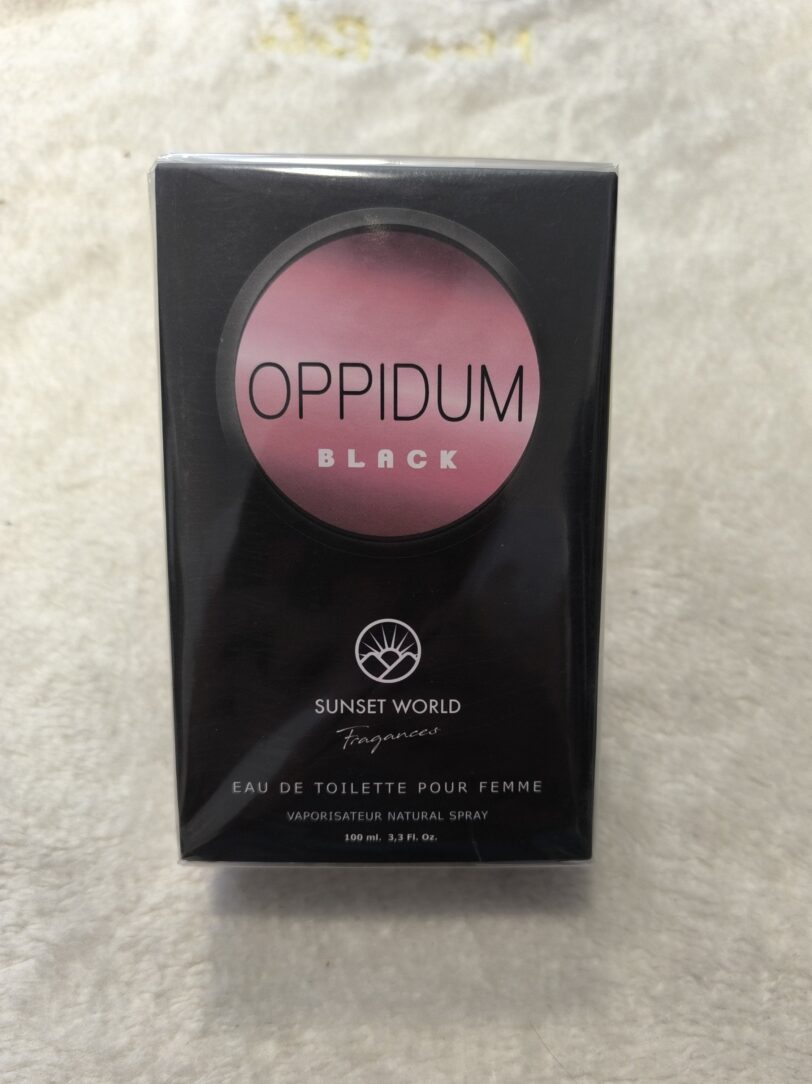 OPPIDUM
BLACK
SUNSET WORLD
Fragances
EAU DE TOILETTE POUR FEMME
VAPORISATEUR NATURAL SPRAY
100 ml. 3,3 Fl. Oz.